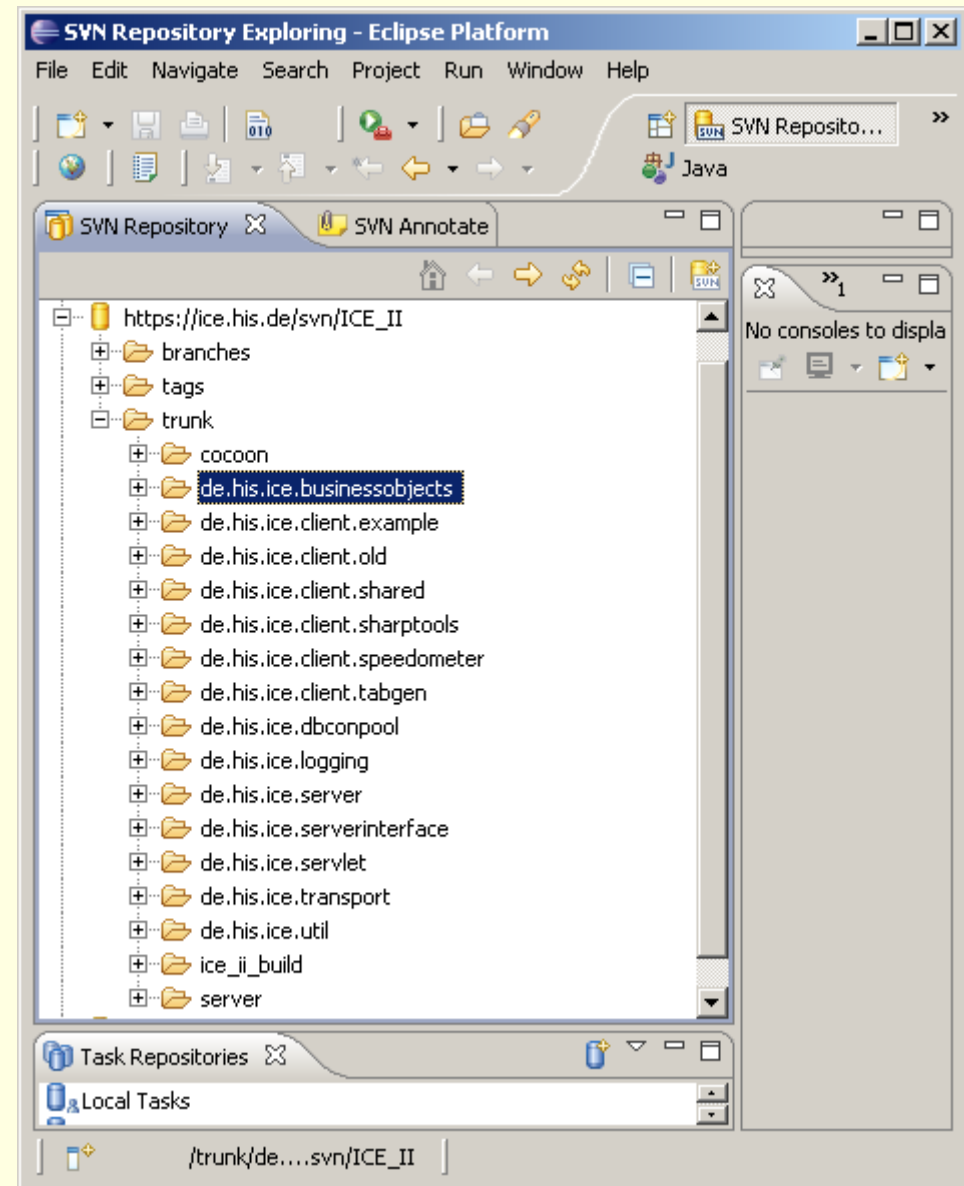 SVN Repository Exploring - Eclipse Platform
File Edit Navigate Search Project Run Window Help
010
SVN SVN Reposito... »
Java
SVN Repository SVN Annotate
SVN
»1
https://ice.his.de/svn/ICE_II
No consoles to displa
branches
tags
trunk
cocoon
de.his.ice.businessobjects
de.his.ice.client.example
de.his.ice.client.old
de.his.ice.client.shared
de.his.ice.client.sharptools
de.his.ice.client.speedometer
de.his.ice.client.tabgen
de.his.ice.dbconpool
de.his.ice.logging
de.his.ice.server
de.his.ice.serverinterface
de.his.ice.servlet
de.his.ice.transport
de.his.ice.util
ice_ii_build
server
Task Repositories
Local Tasks
/trunk/de....svn/ICE_II